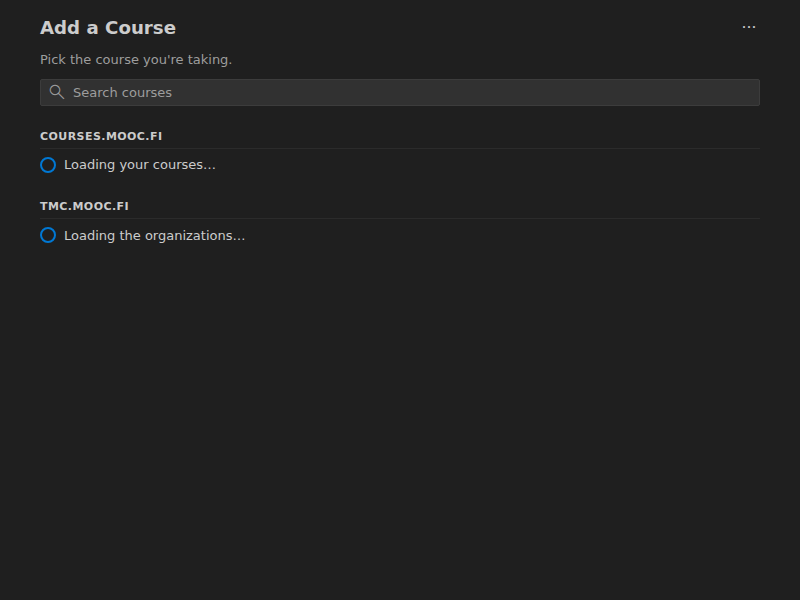 Add a Course
Pick the course you're taking.
Search courses
COURSES.MOOC.FI
Loading your courses...
TMC.MOOC.FI
Loading the organizations...